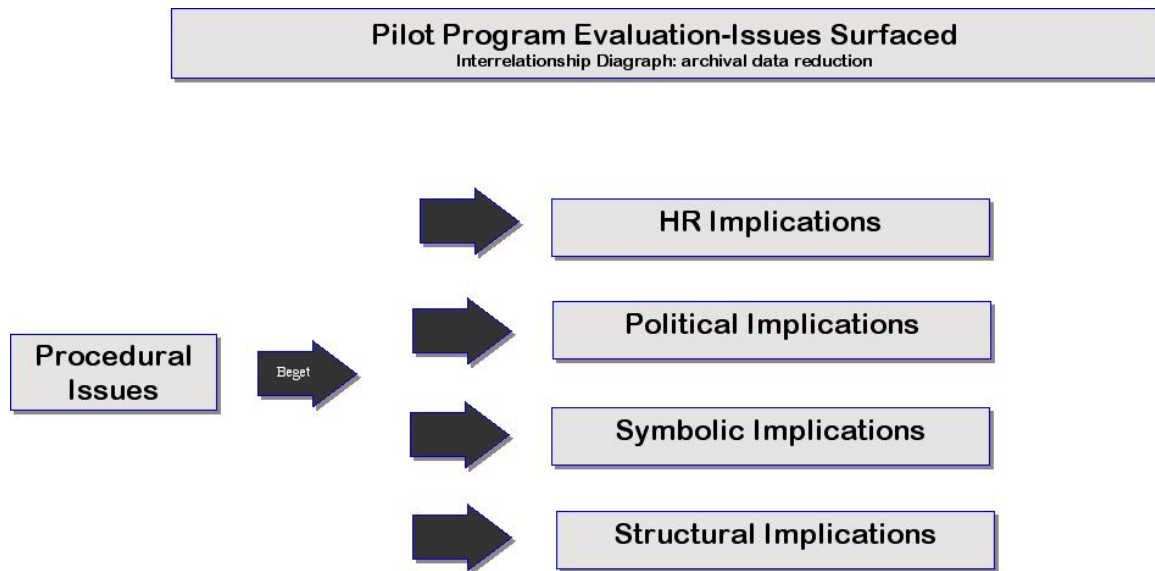 Pilot Program Evaluation-Issues Surfaced
Interrelationship Diagraph: archival data reduction
HR Implications
Political Implications
Procedural
Issues
Beget
Symbolic Implications
Structural Implications